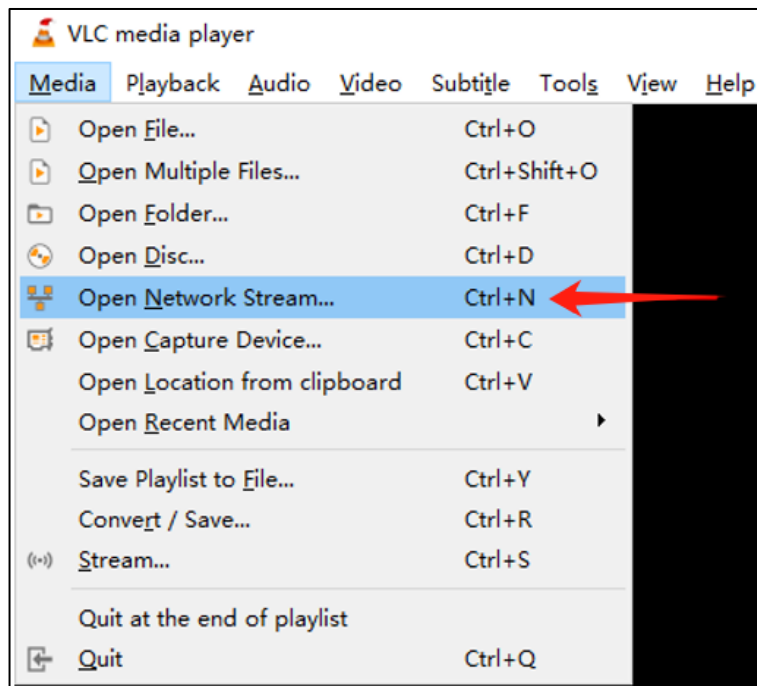 VLC media player
Media Playback Audio Video Subtitle Tools View Help
Open File... Ctrl+O
Open Multiple Files... Ctrl+Shift+O
Open Folder... Ctrl+F
Open Disc... Ctrl+D
Open Network Stream... Ctrl+N
Open Capture Device... Ctrl+C
Open Location from clipboard Ctrl+V
Open Recent Media
Save Playlist to File... Ctrl+Y
Convert / Save... Ctrl+R
Stream... Ctrl+S
Quit at the end of playlist
Quit Ctrl+Q